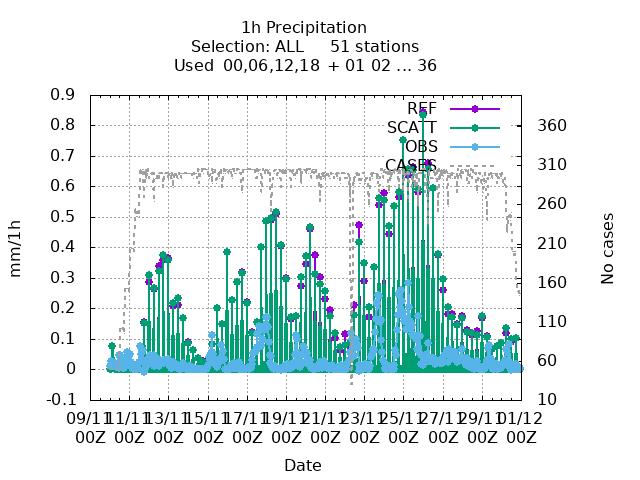 1h Precipitation
Selection: ALL 51 stations
Used 00,06,12,18 + 01 02 ... 36
0.9
0.8
0.7
0.6
0.5
0.4
0.3
0.2
0.1
0
-0.1
mm/1h
REF
SCATT
OBS
CASES
360
310
260
210
160
110
60
10
No cases
09/11 11/11 13/11 15/11 17/11 19/11 21/11 23/11 25/11 27/11 29/11 01/12
00Z 00Z 00Z 00Z 00Z 00Z 00Z 00Z 00Z 00Z 00Z 00Z
Date